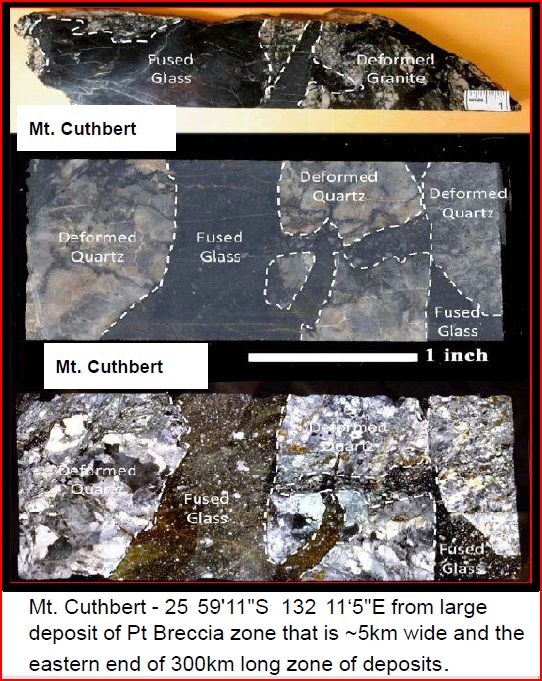 Fused
Glass
Deformed
Granite
1
Mt. Cuthbert
Deformed
Quartz
Fused
Glass
Deformed
Quartz
Deformed
Quartz
Fused
Glass
1 inch
Mt. Cuthbert
Deformed
Quartz
Fused
Glass
Deformed
Quartz
Fused
Glass
Mt. Cuthbert - 25 59'11"S 132 11‘5"E from large
deposit of Pt Breccia zone that is ~5km wide and the
eastern end of 300km long zone of deposits.